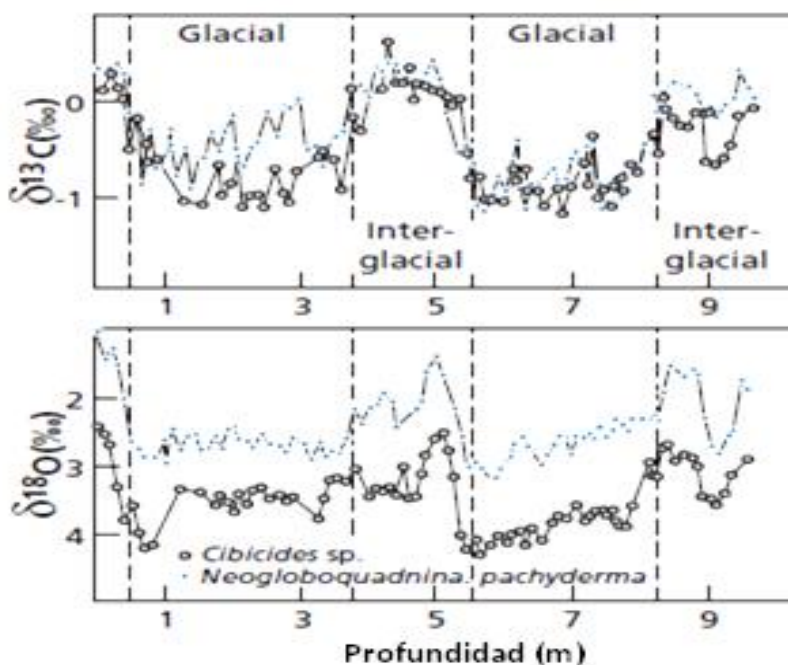 Glacial
Glacial
0
-1
δ13C(‰)
Inter-
glacial
Inter-
glacial
1
3
5
7
9
2
3
4
δ18O(‰)
Cibicides sp.
Neogloboquadnina. pachyderma
1
3
5
7
9
Profundidad (m)